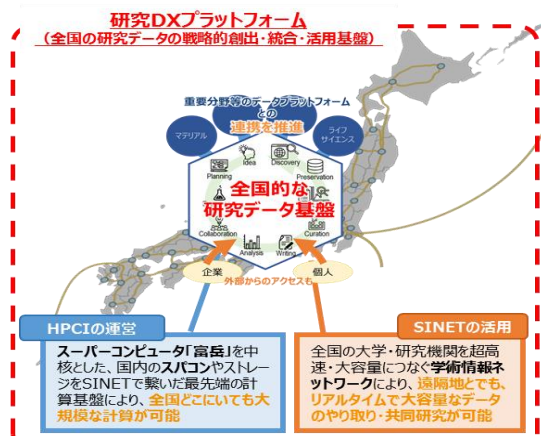 研究DXプラットフォーム
（全国の研究データの戦略的創出・統合・活用基盤）
重要分野等のデータプラットフォーム
との
連携を推進
マテリアル
ライフ
サイエンス
Idea
Discovery
Planning
Preservation
全国的な
研究データ基盤
Collaboration
Curation
Analysis
Writing
企業
個人
外部からのアクセスも
HPCIの運営
スーパーコンピュータ「富岳」を中
核とした、国内のスパコンやストレ
ージをSINETで繋いだ最先端の計
算基盤により、全国どこにいても大
規模な計算が可能
SINETの活用
全国の大学・研究機関を超高
速・大容量につなぐ学術情報ネ
ットワークにより、遠隔地とでも、
リアルタイムで大容量なデータ
のやり取り・共同研究が可能